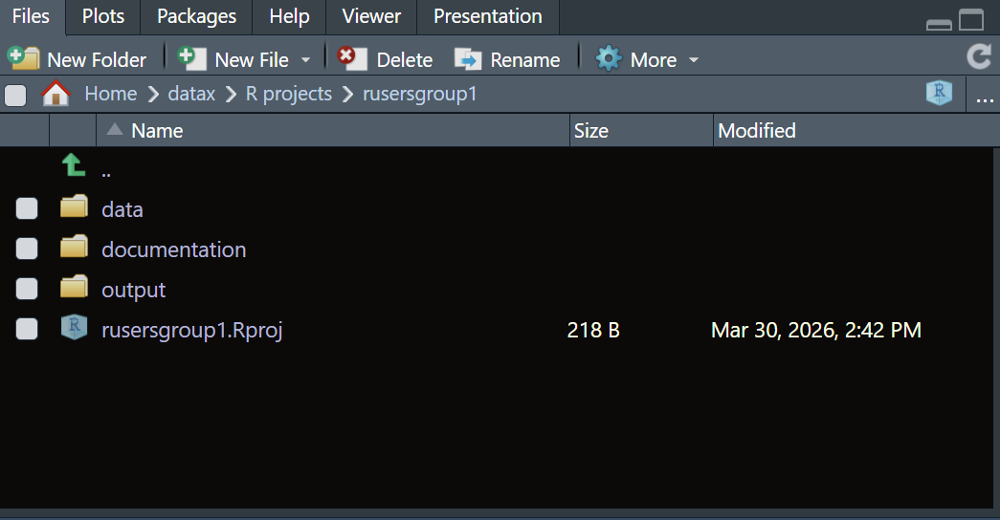 Files Plots Packages Help Viewer Presentation
New Folder New File Delete Rename More
Home datax R projects rusersgroup1 R ...
Name Size Modified
..
data
documentation
output
R rusersgroup1.Rproj 218 B Mar 30, 2026, 2:42 PM